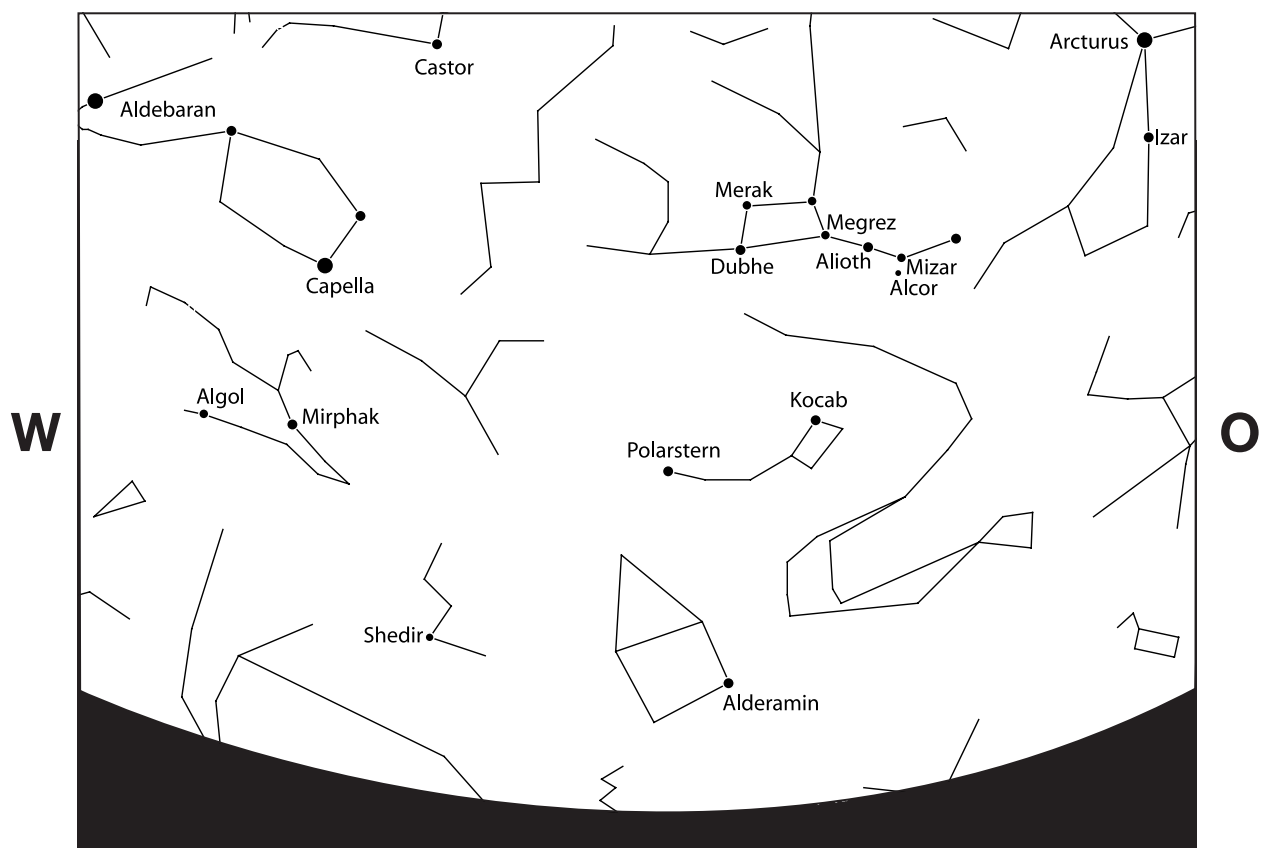 Arcturus
Castor
Aldebaran
Izar
Merak
Megrez
Alioth
Mizar
Dubhe
Alcor
Capella
Algol
Mirphak
Kocab
W
O
Polarstern
Shedir
Alderamin